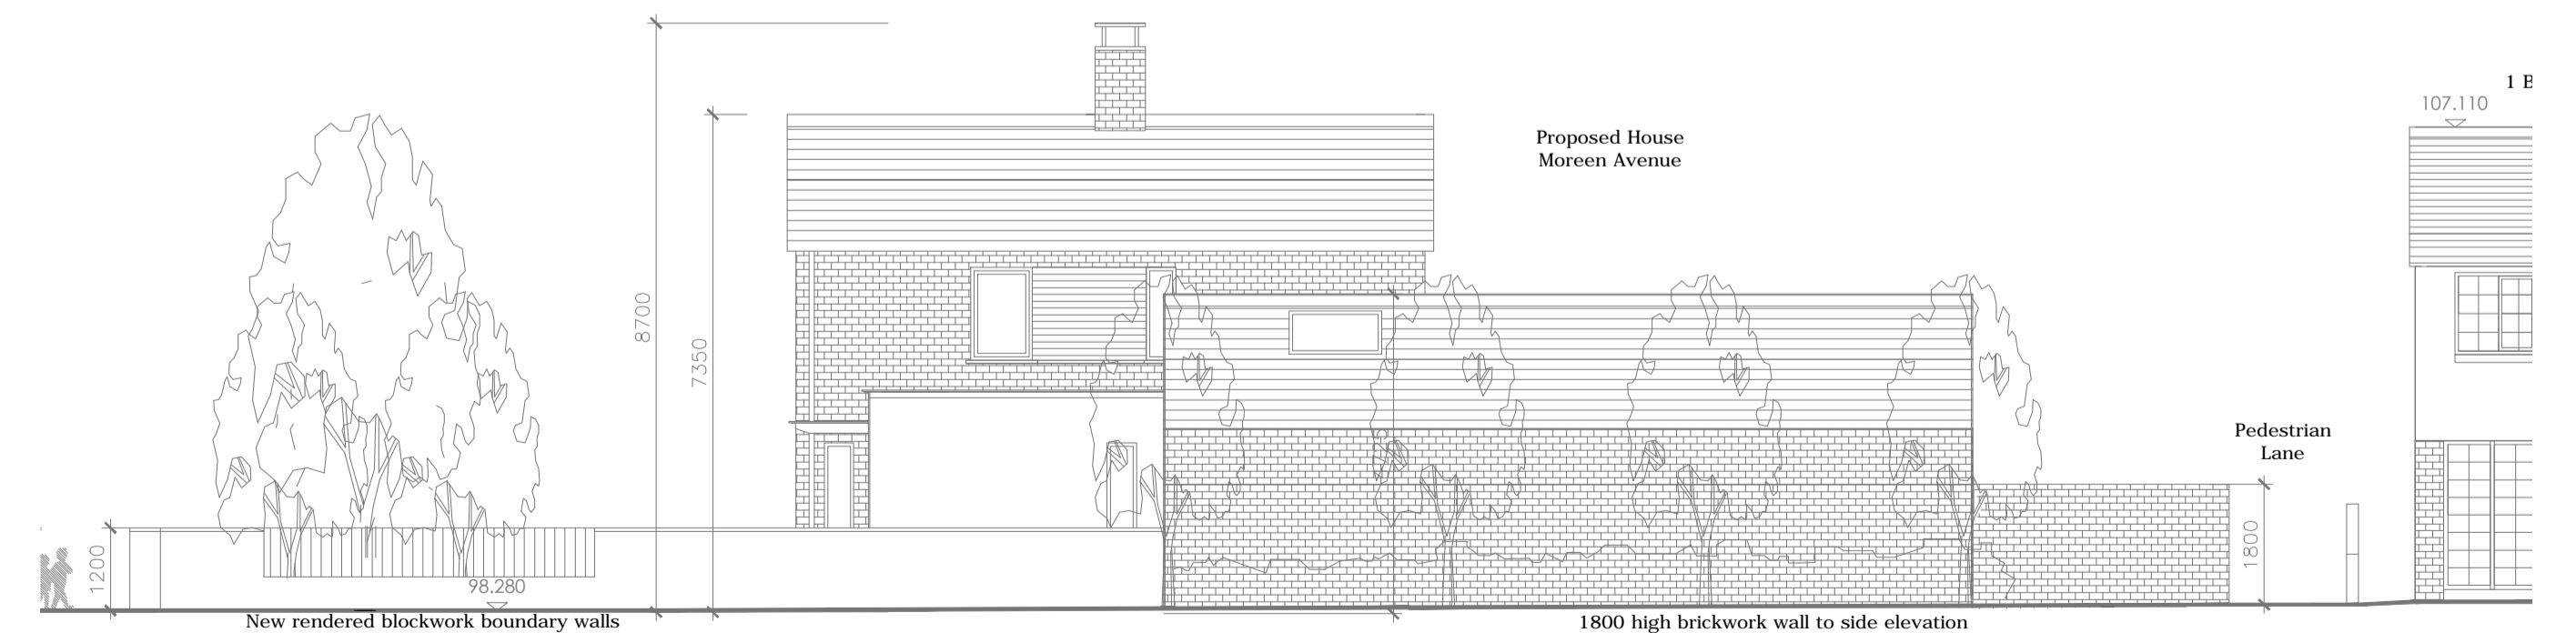 1 B
107.110
Proposed House
Moreen Avenue
8700
7350
Pedestrian
Lane
1200
1800
98.280
New rendered blockwork boundary walls
1800 high brickwork wall to side elevation